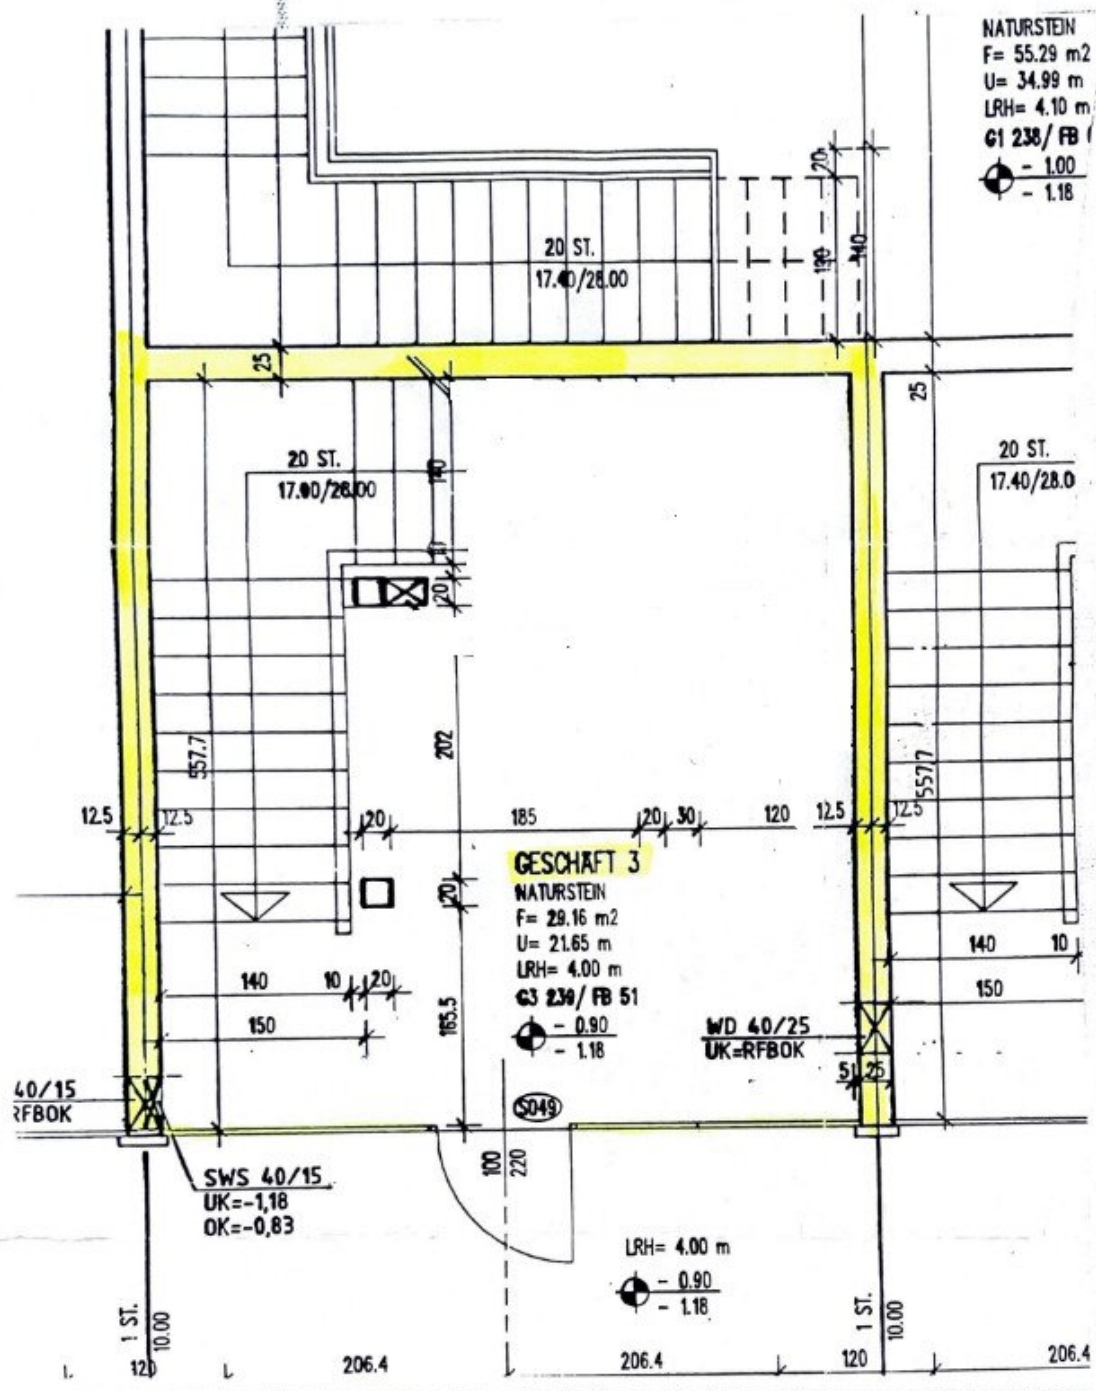 NATURSTEIN
F= 55.29 m2
U= 34.99 m
LRH= 4.10 m
G1 238/ FB
- 1.00
- 1.18
20
20 ST.
17.40/28.00
190
140
25
25
20 ST.
17.90/28.00
140
20 ST.
17.40/28.0
20
202
557.7
557.7
12.5
12.5
20
185
20
30
120
12.5
12.5
GESCHÄFT 3
NATURSTEIN
F= 29.16 m2
U= 21.65 m
LRH= 4.00 m
G3 239/ FB 51
- 0.90
- 1.18
20
140
10
20
150
165.5
140
10
150
WD 40/25
UK=RFBOK
5
25
40/15
RFBOK
S049
100
220
SWS 40/15
UK=-1,18
OK=-0,83
LRH= 4.00 m
- 0.90
- 1.18
1 ST.
10.00
1 ST.
10.00
120
206.4
206.4
120
206.4